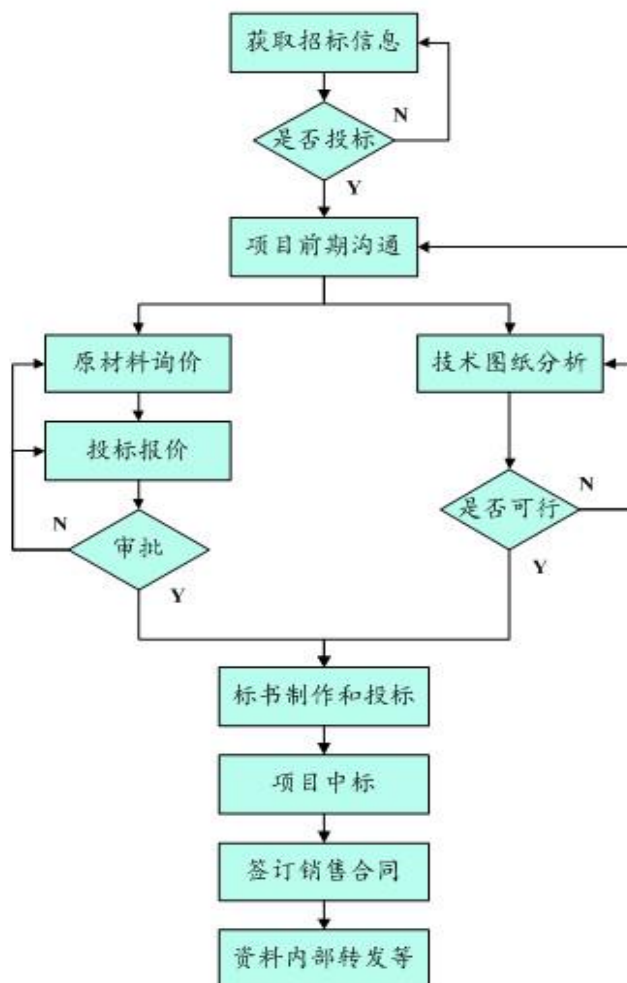 获取招标信息
N
是否投标
Y
项目前期沟通
原材料询价
技术图纸分析
投标报价
N
是否可行
N
审批
Y
Y
标书制作和投标
项目中标
签订销售合同
资料内部转发等